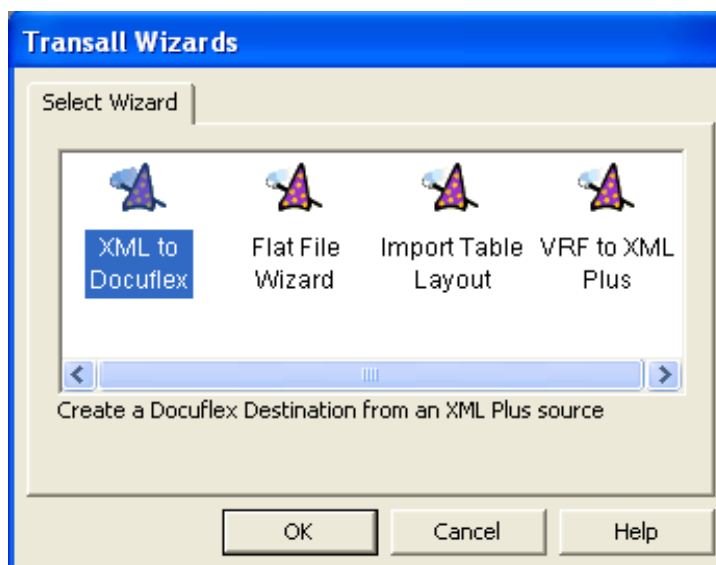 Transall Wizards
Select Wizard
XML to Docuflex
Flat File Wizard
Import Table Layout
VRF to XML Plus
Create a Docuflex Destination from an XML Plus source
OK
Cancel
Help